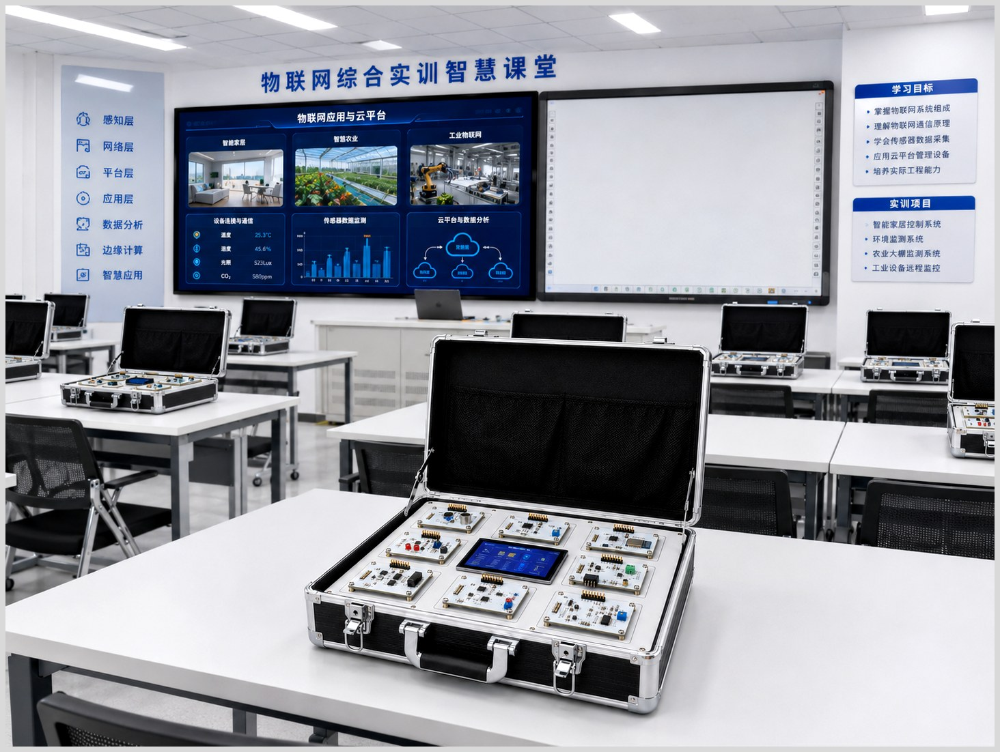 物联网综合实训智慧课堂
感知层
网络层
平台层
应用层
数据分析
边缘计算
智慧应用
物联网应用与云平台
智能家居
智慧农业
工业物联网
设备连接与通信
温度 25.3°C
湿度 45.6%
光照 523Lux
CO₂ 580ppm
传感器数据监测
云平台与数据分析
学习目标
掌握物联网系统组成
理解物联网通信原理
学会传感器数据采集
应用云平台管理设备
培养实际工程能力
实训项目
智能家居控制系统
环境监测系统
农业大棚监测系统
工业设备远程监控